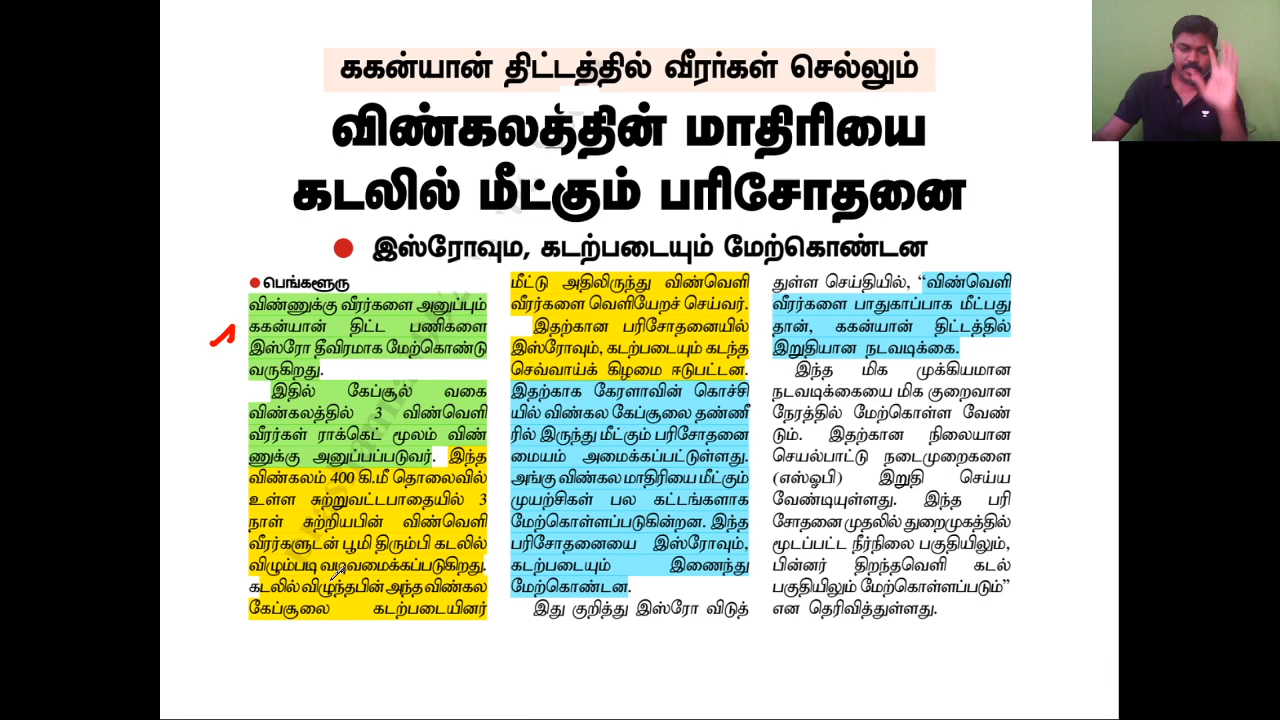 ககன்யான் திட்டத்தில் வீரர்கள் செல்லும்
விண்கலத்தின் மாதிரியை
கடலில் மீட்கும் பரிசோதனை
இஸ்ரோவும, கடற்படையும் மேற்கொண்டன
பெங்களூரு
விண்ணுக்கு வீரர்களை அனுப்பும்
ககன்யான் திட்ட பணிகளை
இஸ்ரோ தீவிரமாக மேற்கொண்டு
வருகிறது.
இதில் கேப்சூல் வகை
விண்கலத்தில் 3 விண்வெளி
வீரர்கள் ராக்கெட் மூலம் விண்
ணுக்கு அனுப்பப்படுவர். இந்த
விண்கலம் 400 கி.மீ தொலைவில்
உள்ள சுற்றுவட்டபாதையில் 3
நாள் சுற்றியபின் விண்வெளி
வீரர்களுடன் பூமி திரும்பி கடலில்
விழும்படி வடிவமைக்கப்படுகிறது.
கடலில் விழுந்தபின் அந்த விண்கல
கேப்சூலை கடற்படையினர்
மீட்டு அதிலிருந்து விண்வெளி
வீரர்களை வெளியேறச் செய்வர்.
இதற்கான பரிசோதனையில்
இஸ்ரோவும், கடற்படையும் கடந்த
செவ்வாய்க் கிழமை ஈடுபட்டன.
இதற்காக கேரளாவின் கொச்சி
யில் விண்கல கேப்சூலை தண்ணீ
ரில் இருந்து மீட்கும் பரிசோதனை
மையம் அமைக்கப்பட்டுள்ளது.
அங்கு விண்கல மாதிரியை மீட்கும்
முயற்சிகள் பல கட்டங்களாக
மேற்கொள்ளப்படுகின்றன. இந்த
பரிசோதனையை இஸ்ரோவும்,
கடற்படையும் இணைந்து
மேற்கொண்டன.
இது குறித்து இஸ்ரோ விடுத்
துள்ள செய்தியில், “விண்வெளி
வீரர்களை பாதுகாப்பாக மீட்பது
தான், ககன்யான் திட்டத்தில்
இறுதியான நடவடிக்கை.
இந்த மிக முக்கியமான
நடவடிக்கையை மிக குறைவான
நேரத்தில் மேற்கொள்ள வேண்
டும். இதற்கான நிலையான
செயல்பாட்டு நடைமுறைகளை
(எஸ்ஓபி) இறுதி செய்ய
வேண்டியுள்ளது. இந்த பரி
சோதனை முதலில் துறைமுகத்தில்
மூடப்பட்ட நீர்நிலை பகுதியிலும்,
பின்னர் திறந்தவெளி கடல்
பகுதியிலும் மேற்கொள்ளப்படும்”
என தெரிவித்துள்ளது.